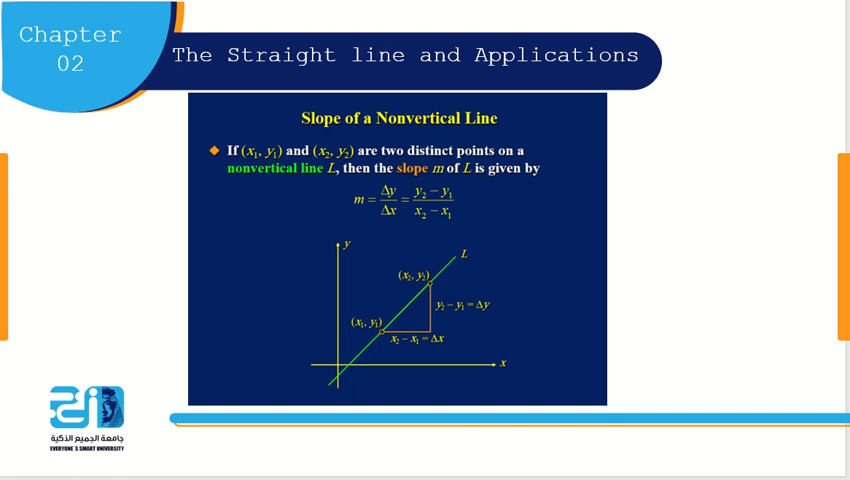 Chapter
02
The Straight line and Applications
Slope of a Nonvertical Line
If (x₁, y₁) and (x₂, y₂) are two distinct points on a
nonvertical line L, then the slope m of L is given by
m = Δy/Δx = (y₂ − y₁)/(x₂ − x₁)
y
L
(x₂, y₂)
y₂ − y₁ = Δy
(x₁, y₁)
x₂ − x₁ = Δx
x
جامعة الجميع الذكية
EVERYONE'S SMART UNIVERSITY